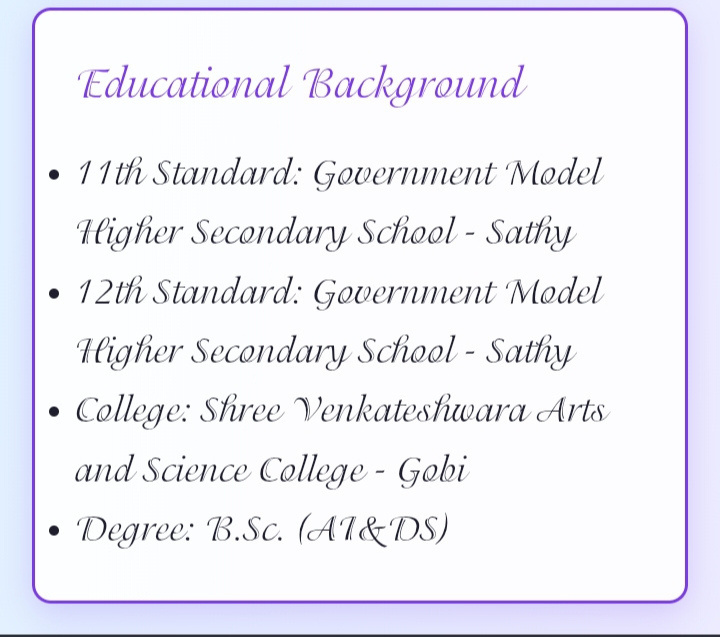 Educational Background
• 11th Standard: Government Model
Higher Secondary School - Sathy
• 12th Standard: Government Model
Higher Secondary School - Sathy
• College: Shree Venkateshwara Arts
and Science College - Gobi
• Degree: B.Sc. (AI&DS)